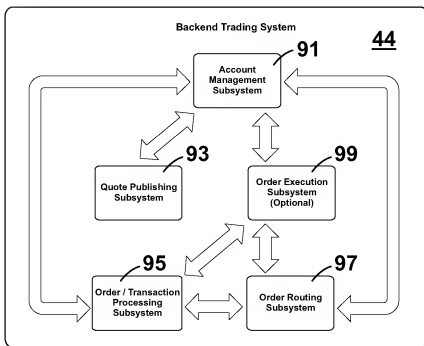 Backend Trading System
44
91
Account
Management
Subsystem
93
Quote Publishing
Subsystem
99
Order Execution
Subsystem
(Optional)
95
Order / Transaction
Processing
Subsystem
97
Order Routing
Subsystem